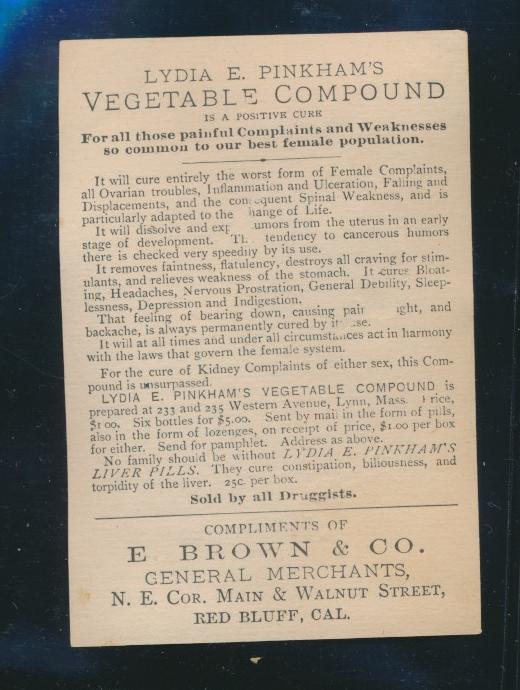 LYDIA E. PINKHAM'S
VEGETABLE COMPOUND
IS A POSITIVE CURE
For all those painful Complaints and Weaknesses
so common to our best female population.
It will cure entirely the worst form of Female Complaints,
all Ovarian troubles, Inflammation and Ulceration, Falling and
Displacements, and the consequent Spinal Weakness, and is
particularly adapted to the hange of Life.
It will dissolve and exp umors from the uterus in an early
stage of development. Th tendency to cancerous humors
there is checked very speedily by its use.
It removes faintness, flatulency, destroys all craving for stim-
ulants, and relieves weakness of the stomach. It cures Bloat-
ing, Headaches, Nervous Prostration, General Debility, Sleep-
lessness, Depression and Indigestion.
That feeling of bearing down, causing pain ight, and
backache, is always permanently cured by its use.
It will at all times and under all circumstances act in harmony
with the laws that govern the female system.
For the cure of Kidney Complaints of either sex, this Com-
pound is unsurpassed.
LYDIA E. PINKHAM'S VEGETABLE COMPOUND is
prepared at 233 and 235 Western Avenue, Lynn, Mass. Price,
$1.00. Six bottles for $5.00. Sent by mail in the form of pills,
also in the form of lozenges, on receipt of price, $1.00 per box
for either. Send for pamphlet. Address as above.
No family should be without LYDIA E. PINKHAM'S
LIVER PILLS. They cure constipation, biliousness, and
torpidity of the liver. 25c. per box.
Sold by all Druggists.
COMPLIMENTS OF
E BROWN & CO.
GENERAL MERCHANTS,
N. E. COR. MAIN & WALNUT STREET,
RED BLUFF, CAL.